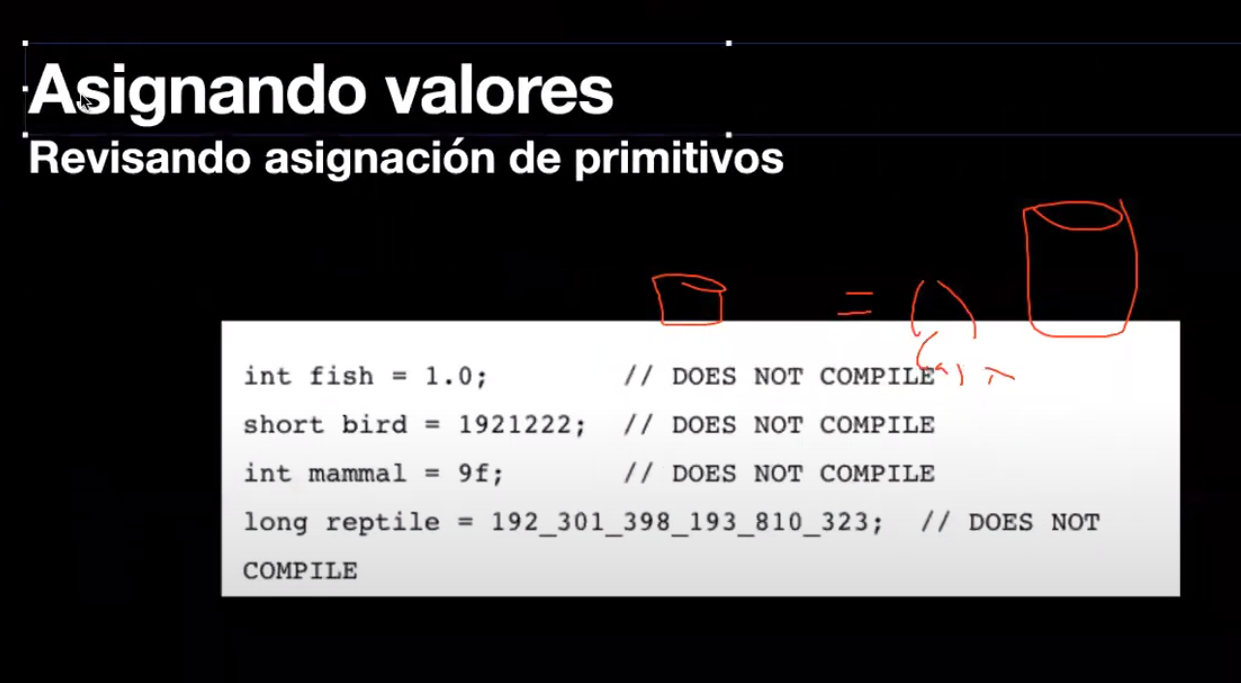 Asignando valores
Revisando asignación de primitivos
=
int fish = 1.0; // DOES NOT COMPILE
short bird = 1921222; // DOES NOT COMPILE
int mammal = 9f; // DOES NOT COMPILE
long reptile = 192_301_398_193_810_323; // DOES NOT
COMPILE